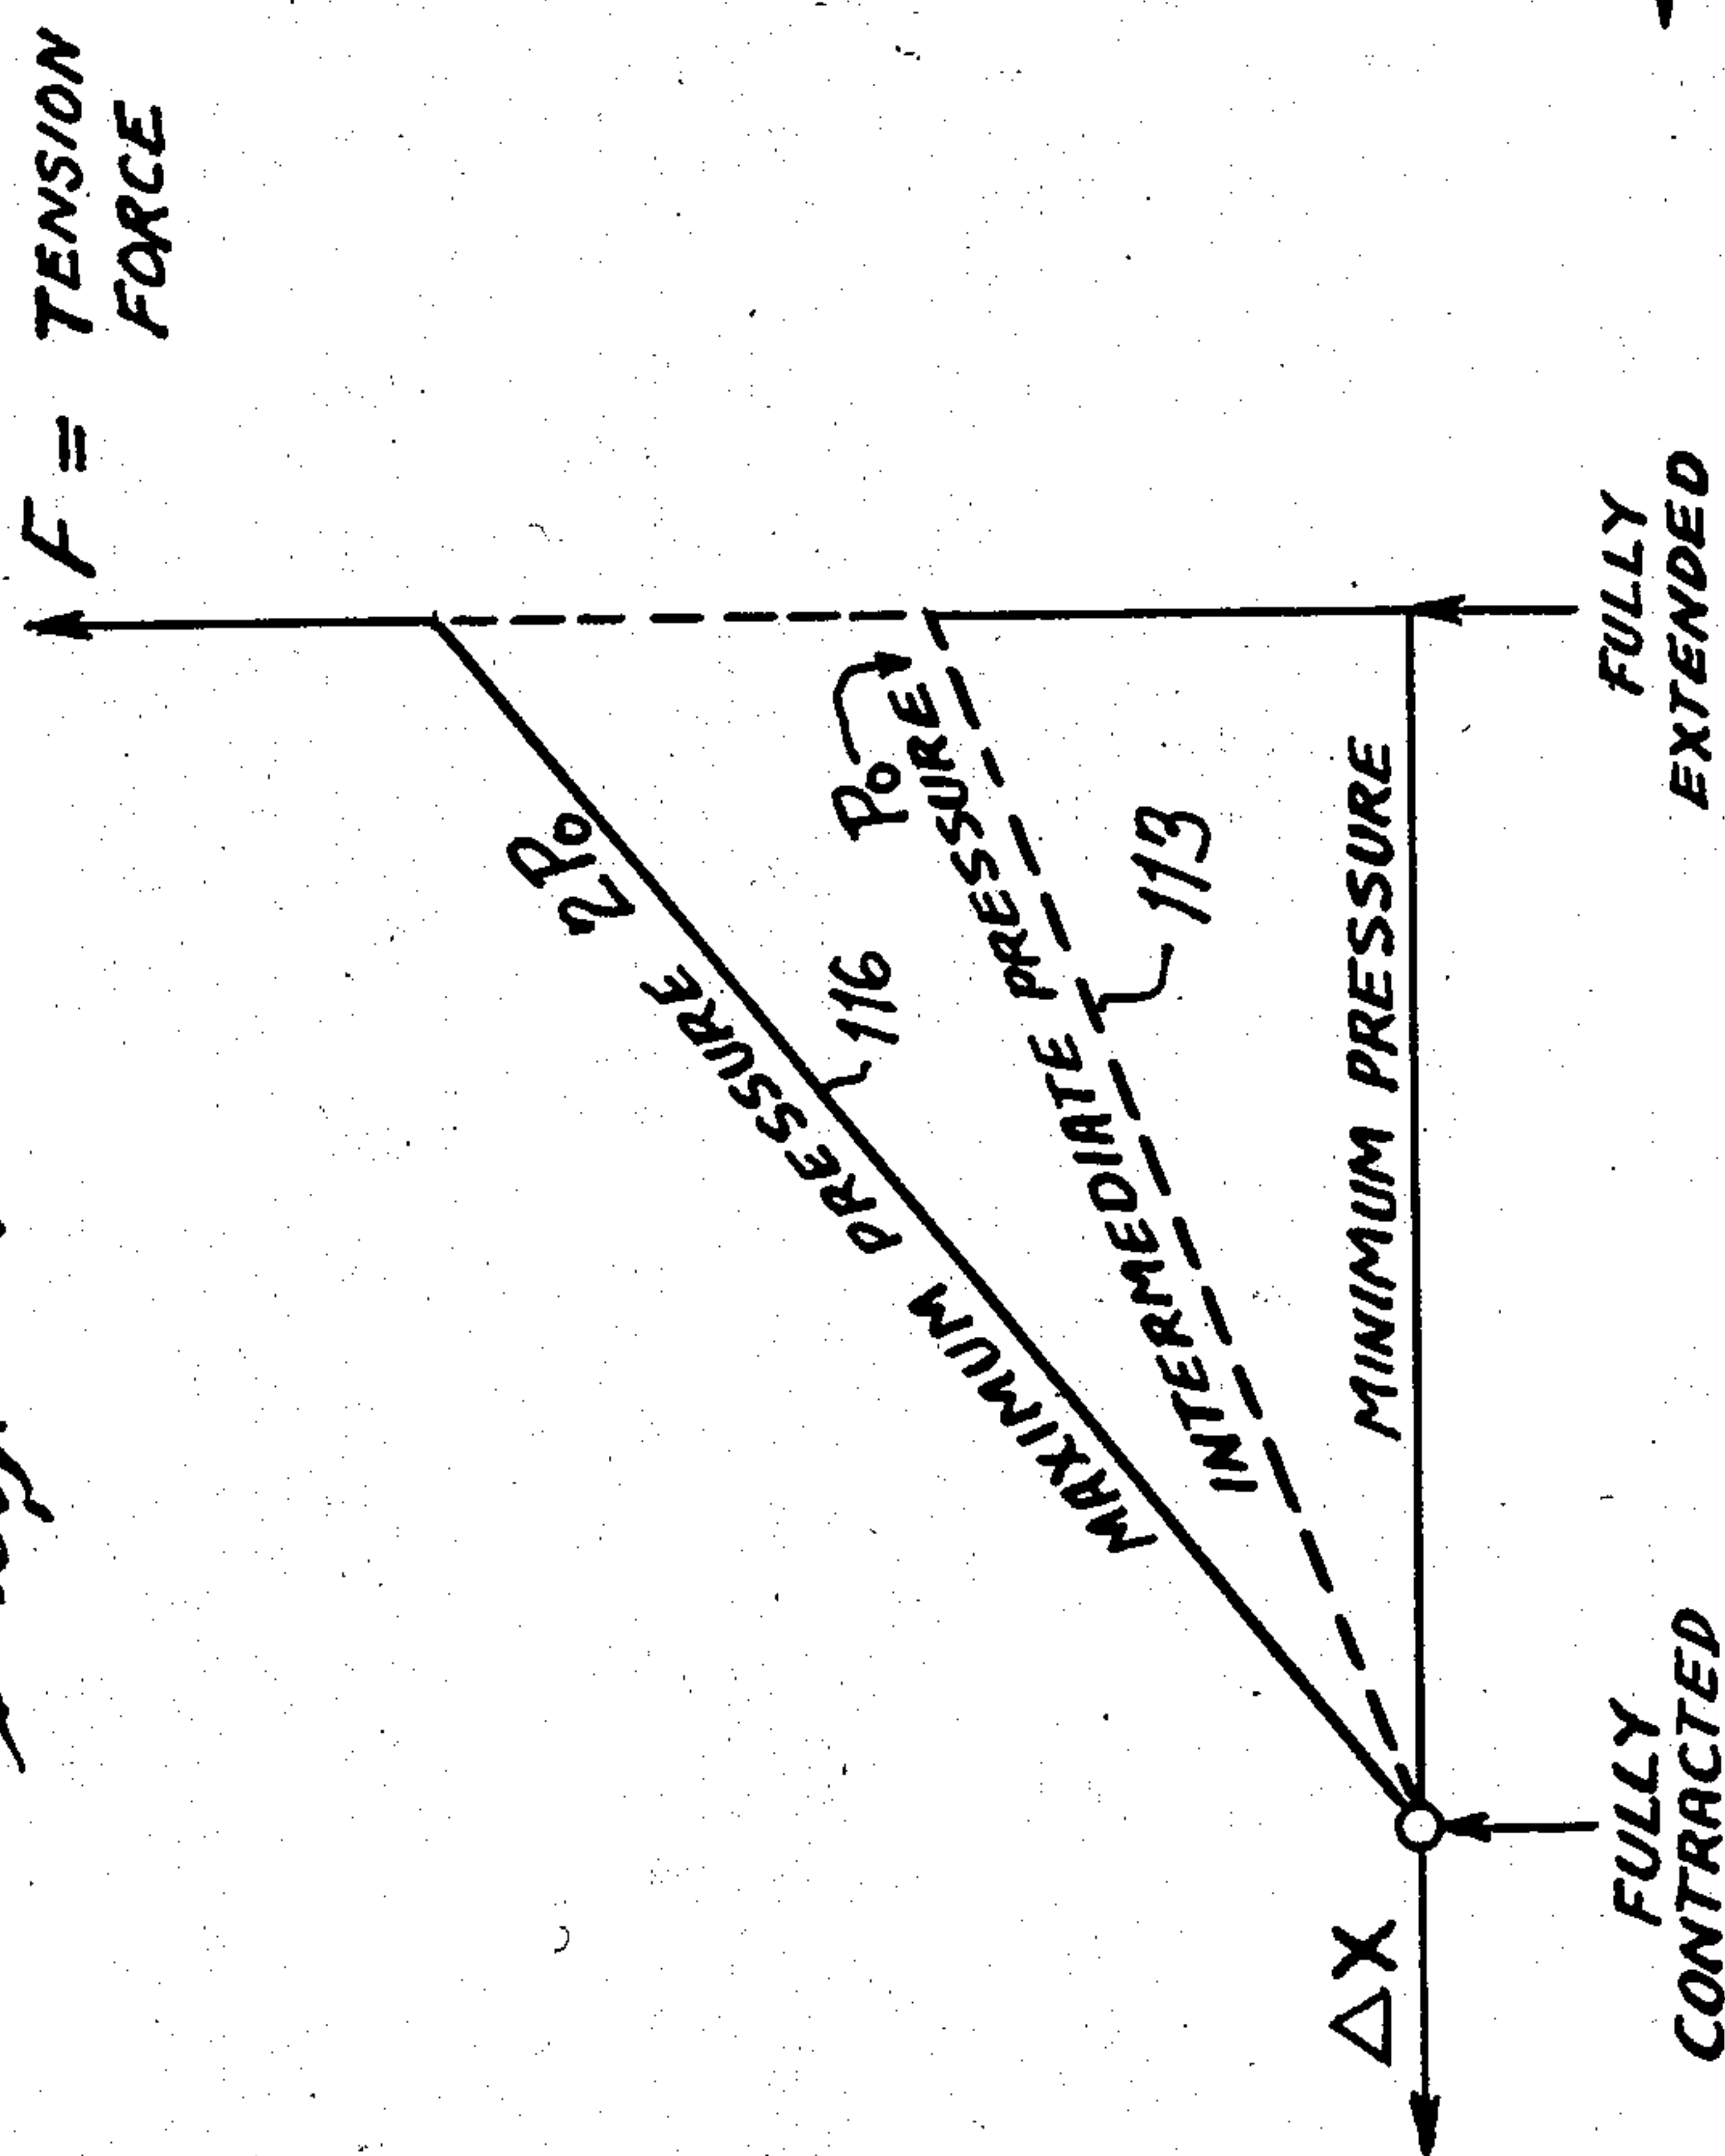 F = TENSION
FORCE
2Po
MAXIMUM PRESSURE
116
Po
INTERMEDIATE PRESSURE
113
MINIMUM PRESSURE
ΔX
FULLY
CONTRACTED
FULLY
EXTENDED